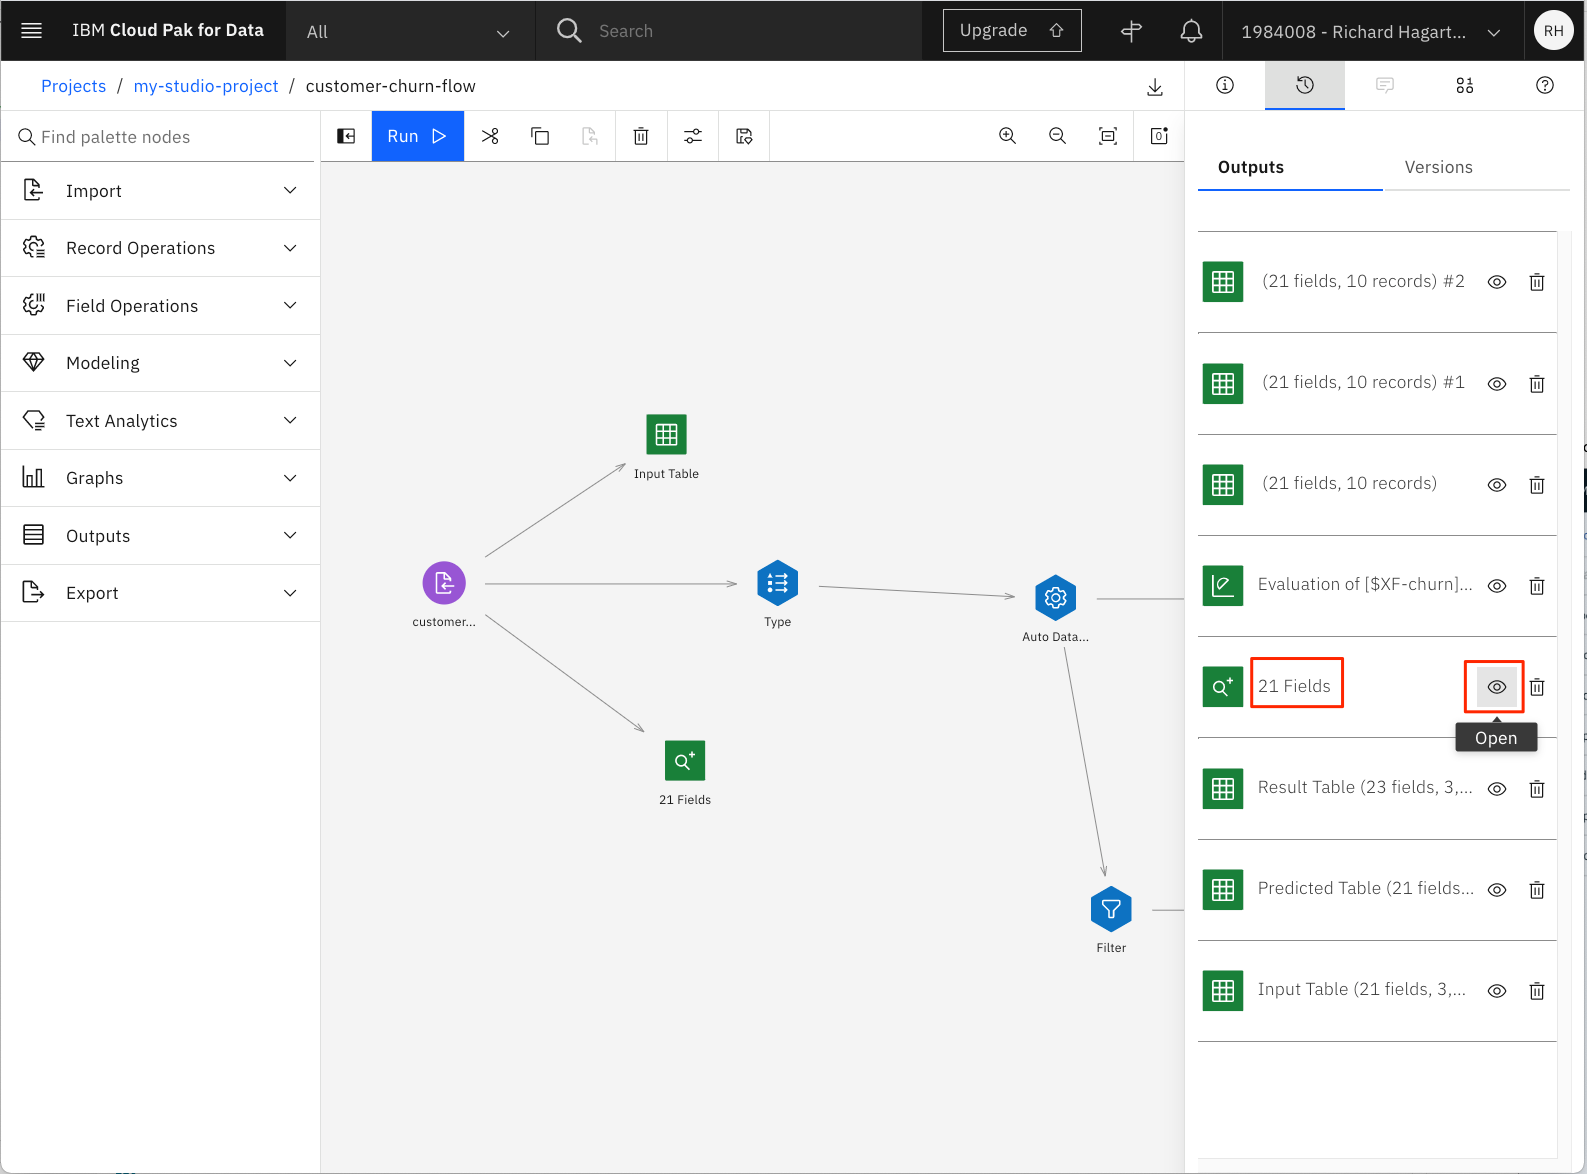 IBM Cloud Pak for Data
All
Search
Upgrade
1984008 - Richard Hagart...
RH
Projects / my-studio-project / customer-churn-flow
Find palette nodes
Run
Import
Record Operations
Field Operations
Modeling
Text Analytics
Graphs
Outputs
Export
Input Table
customer...
Type
Auto Data...
21 Fields
Filter
Outputs
Versions
(21 fields, 10 records) #2
(21 fields, 10 records) #1
(21 fields, 10 records)
Evaluation of [$XF-churn]...
21 Fields
Open
Result Table (23 fields, 3,...
Predicted Table (21 fields...
Input Table (21 fields, 3,...